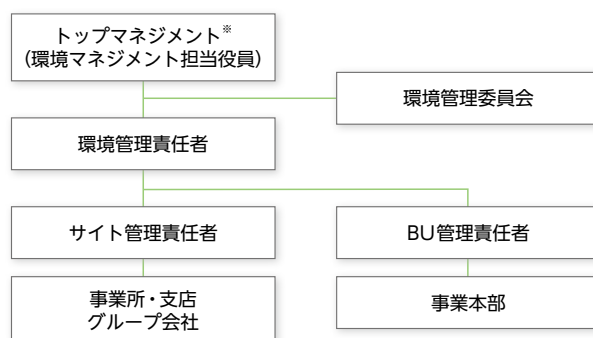 トップマネジメント※
(環境マネジメント担当役員)
環境管理委員会
環境管理責任者
サイト管理責任者
BU管理責任者
事業所・支店
グループ会社
事業本部